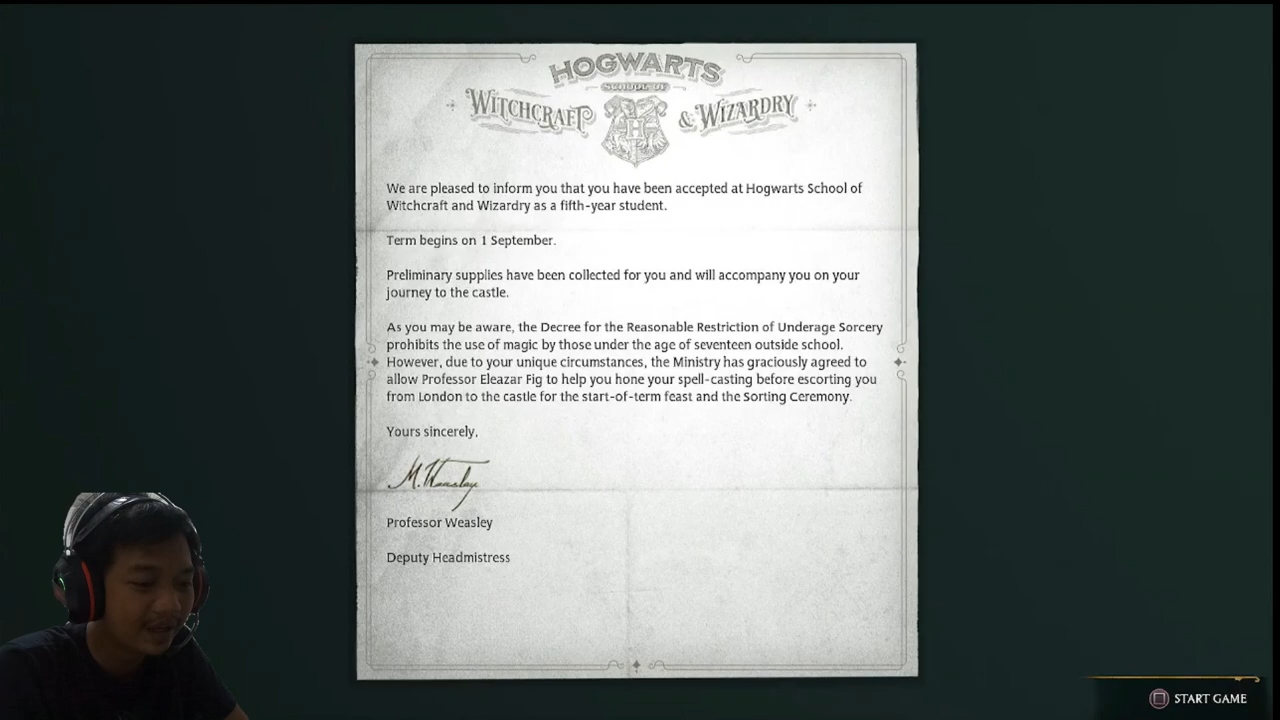 HOGWARTS
SCHOOL OF
WITCHCRAFT & WIZARDRY
H
We are pleased to inform you that you have been accepted at Hogwarts School of
Witchcraft and Wizardry as a fifth-year student.
Term begins on 1 September.
Preliminary supplies have been collected for you and will accompany you on your
journey to the castle.
As you may be aware, the Decree for the Reasonable Restriction of Underage Sorcery
prohibits the use of magic by those under the age of seventeen outside school.
However, due to your unique circumstances, the Ministry has graciously agreed to
allow Professor Eleazar Fig to help you hone your spell-casting before escorting you
from London to the castle for the start-of-term feast and the Sorting Ceremony.
Yours sincerely,
M. Weasley
Professor Weasley
Deputy Headmistress
START GAME